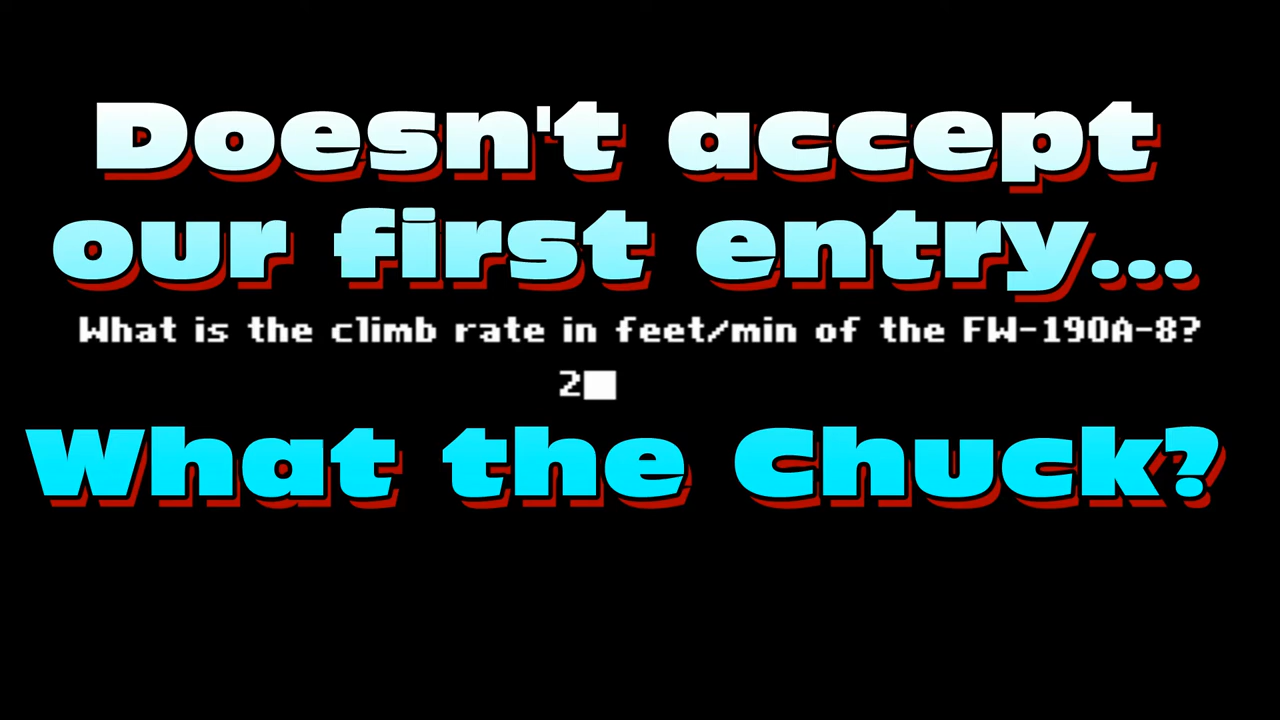 Doesn't accept
our first entry...
What is the climb rate in feet/min of the FW-190A-8?
2
What the Chuck?